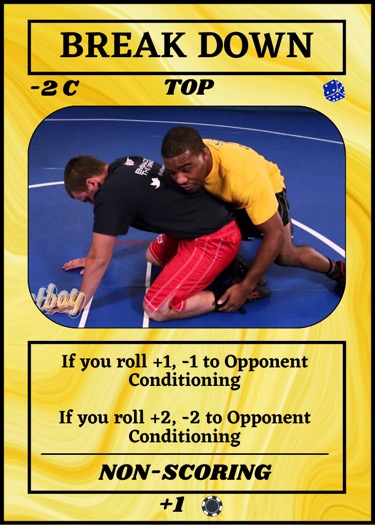 BREAK DOWN
-2 C
TOP
tbay
If you roll +1, -1 to Opponent
Conditioning
If you roll +2, -2 to Opponent
Conditioning
NON-SCORING
+1